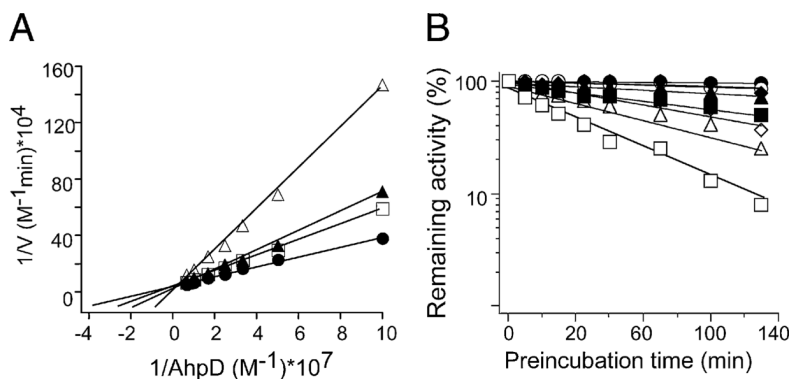 A
B
1/V (M⁻¹min)*10⁴
160
120
80
40
0
-4 -2 0 2 4 6 8 10
1/AhpD (M⁻¹)*10⁷
Remaining activity (%)
100
10
0 20 40 60 80 100 120 140
Preincubation time (min)